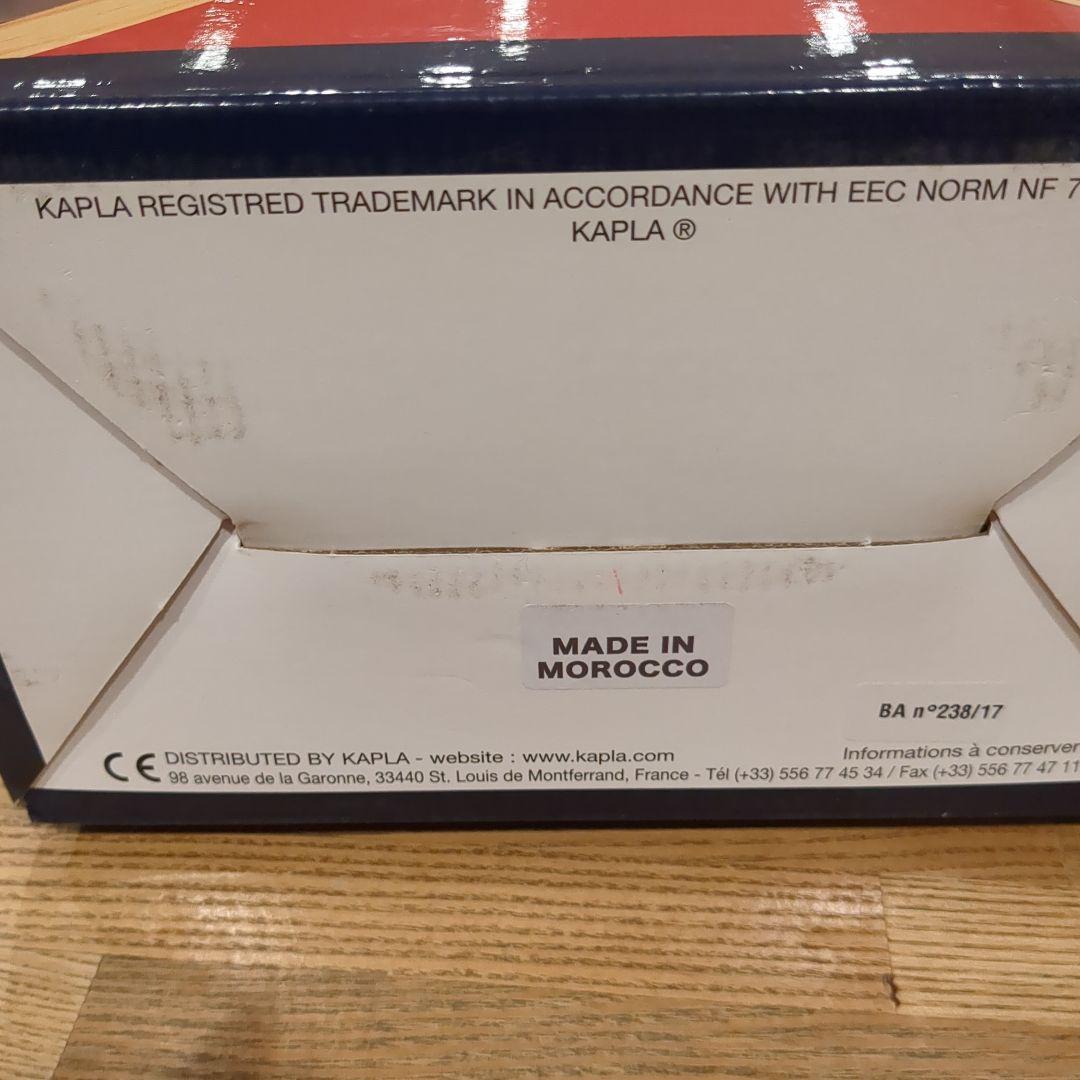 KAPLA REGISTRED TRADEMARK IN ACCORDANCE WITH EEC NORM NF 7
KAPLA ®
MADE IN
MOROCCO
BA n°238/17
Informations à conserver
CE DISTRIBUTED BY KAPLA - website : www.kapla.com
98 avenue de la Garonne, 33440 St. Louis de Montferrand, France - Tél (+33) 556 77 45 34 / Fax (+33) 556 77 47 11